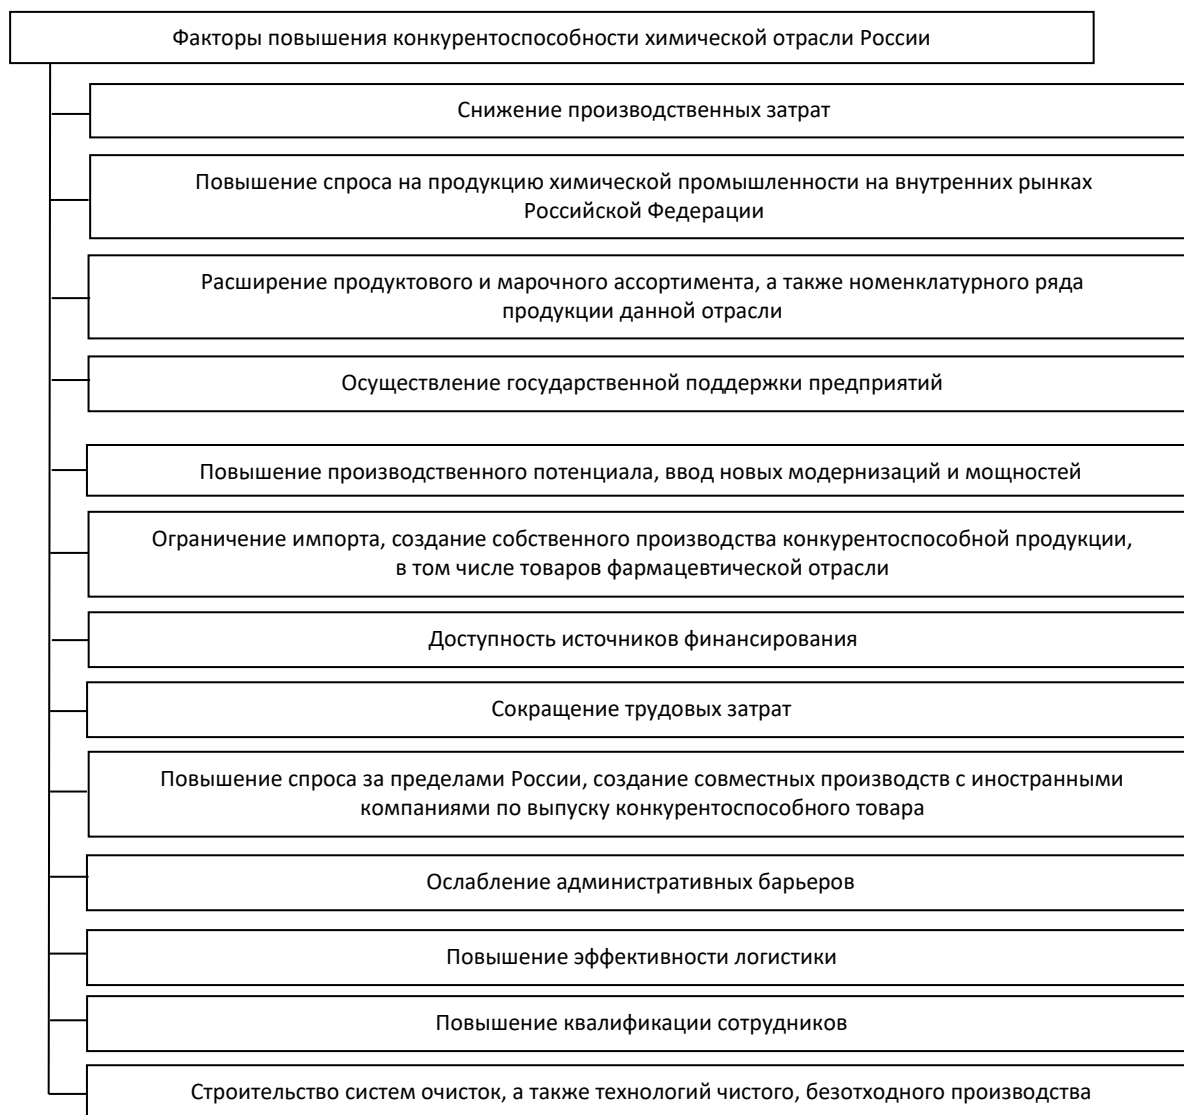 Факторы повышения конкурентоспособности химической отрасли России
Снижение производственных затрат
Повышение спроса на продукцию химической промышленности на внутренних рынках
Российской Федерации
Расширение продуктового и марочного ассортимента, а также номенклатурного ряда
продукции данной отрасли
Осуществление государственной поддержки предприятий
Повышение производственного потенциала, ввод новых модернизаций и мощностей
Ограничение импорта, создание собственного производства конкурентоспособной продукции,
в том числе товаров фармацевтической отрасли
Доступность источников финансирования
Сокращение трудовых затрат
Повышение спроса за пределами России, создание совместных производств с иностранными
компаниями по выпуску конкурентоспособного товара
Ослабление административных барьеров
Повышение эффективности логистики
Повышение квалификации сотрудников
Строительство систем очисток, а также технологий чистого, безотходного производства